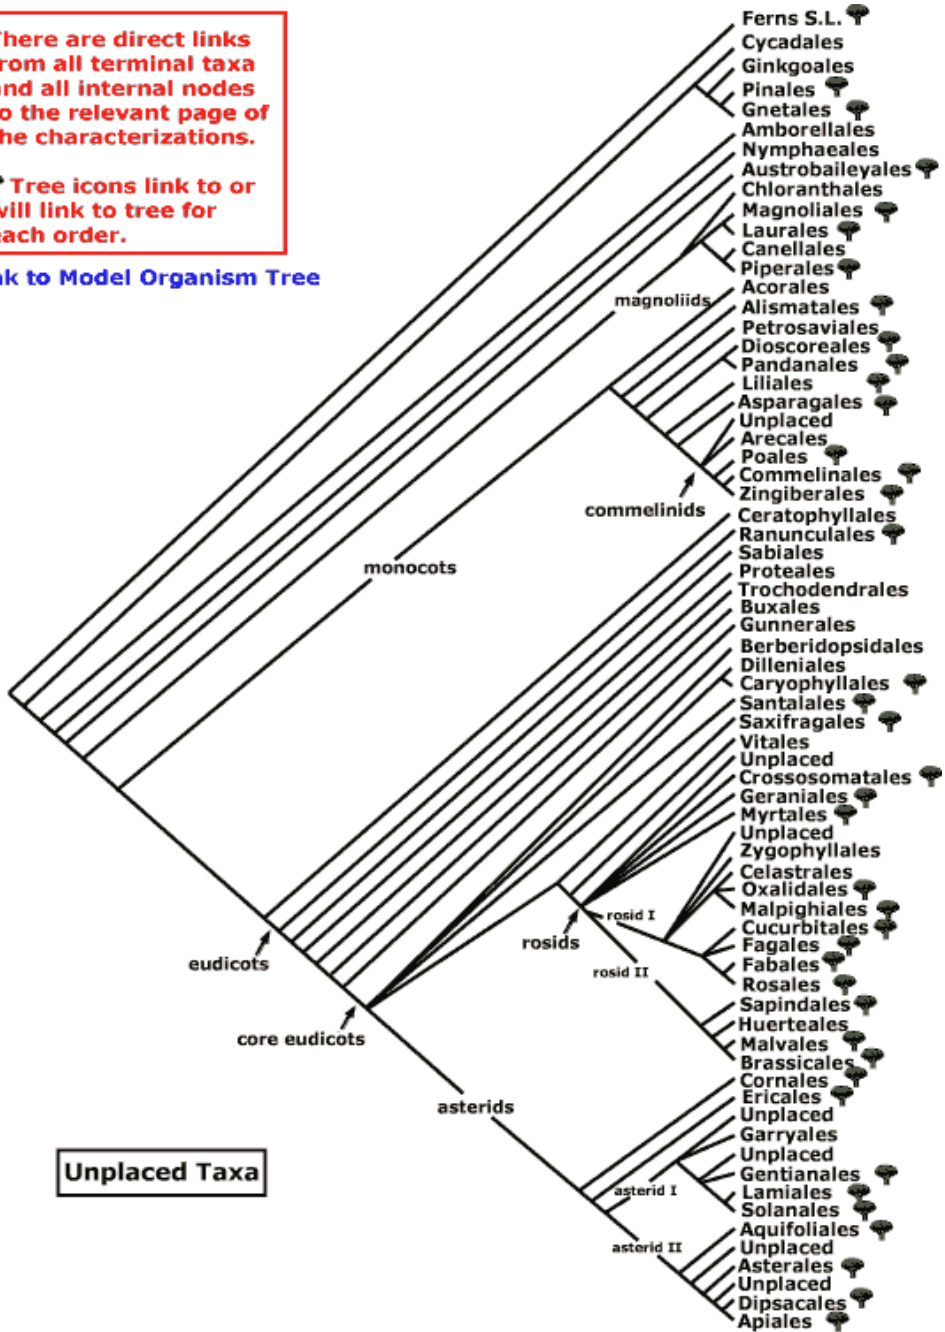 here are direct links
rom all terminal taxa
nd all internal nodes
o the relevant page of
he characterizations.
Tree icons link to or
will link to tree for
each order.
nk to Model Organism Tree
Ferns S.L.
Cycadales
Ginkgoales
Pinales
Gnetales
Amborellales
Nymphaeales
Austrobaileyales
Chloranthales
Magnoliales
Laurales
Canellales
Piperales
magnoliids
Acorales
Alismatales
Petrosaviales
Dioscoreales
Pandanales
Liliales
Asparagales
Unplaced
Arecales
Poales
Commelinales
Zingiberales
commelinids
monocots
Ceratophyllales
Ranunculales
Sabiales
Proteales
Trochodendrales
Buxales
Gunnerales
Berberidopsidales
Dilleniales
Caryophyllales
Santalales
Saxifragales
Vitales
Unplaced
Crossosomatales
Geraniales
Myrtales
Unplaced
Zygophyllales
Celastrales
Oxalidales
Malpighiales
Cucurbitales
Fagales
Fabales
Rosales
rosid I
rosids
rosid II
eudicots
core eudicots
Sapindales
Huerteales
Malvales
Brassicales
asterids
Cornales
Ericales
Unplaced
Garryales
Unplaced
Gentianales
Lamiales
Solanales
asterid I
asterid II
Aquifoliales
Unplaced
Asterales
Unplaced
Dipsacales
Apiales
Unplaced Taxa